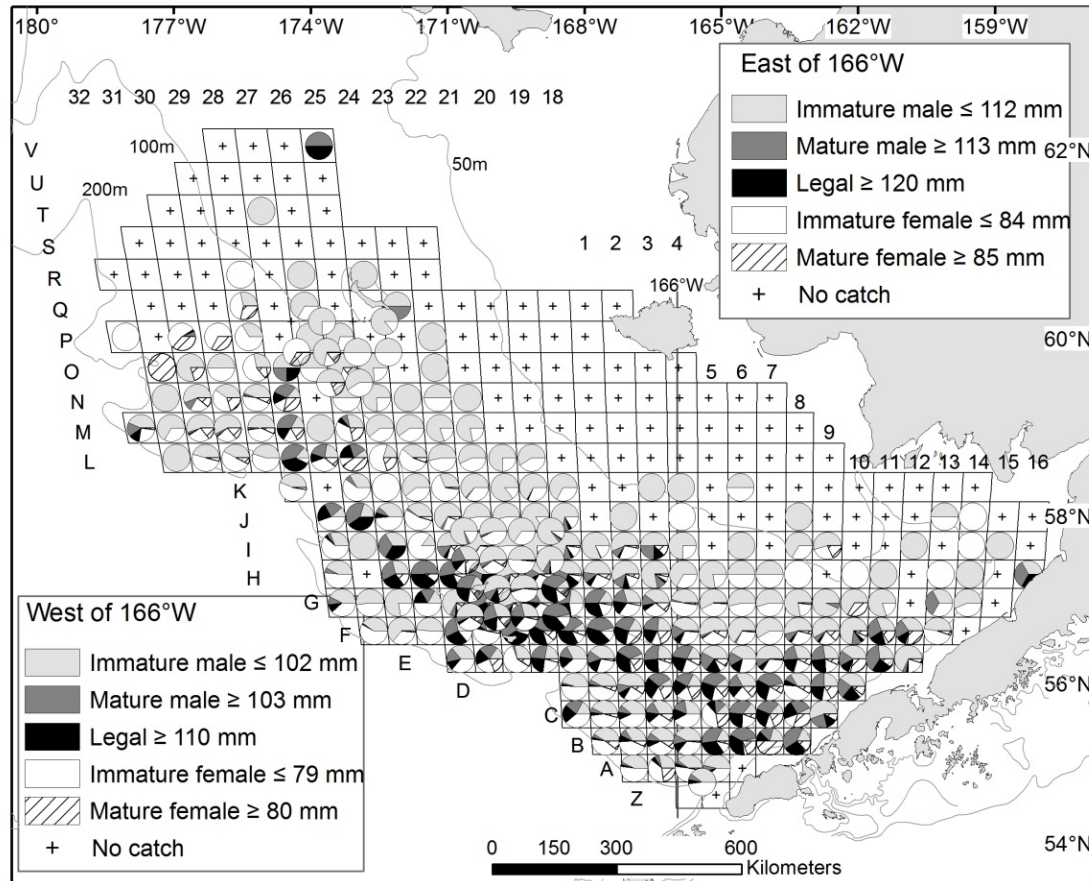 180° 177°W 174°W 171°W 168°W 165°W 162°W 159°W
East of 166°W
Immature male ≤ 112 mm
Mature male ≥ 113 mm
Legal ≥ 120 mm
Immature female ≤ 84 mm
Mature female ≥ 85 mm
+ No catch
32 31 30 29 28 27 26 25 24 23 22 21 20 19 18
100m
50m
200m
62°N
V
U
T
S
R
Q
P
O
N
M
L
K
J
I
H
G
F
E
D
C
B
A
Z
1 2 3 4
166°W
60°N
5 6 7
8
9
10 11 12 13 14 15 16
58°N
56°N
54°N
West of 166°W
Immature male ≤ 102 mm
Mature male ≥ 103 mm
Legal ≥ 110 mm
Immature female ≤ 79 mm
Mature female ≥ 80 mm
+ No catch
0 150 300 600
Kilometers